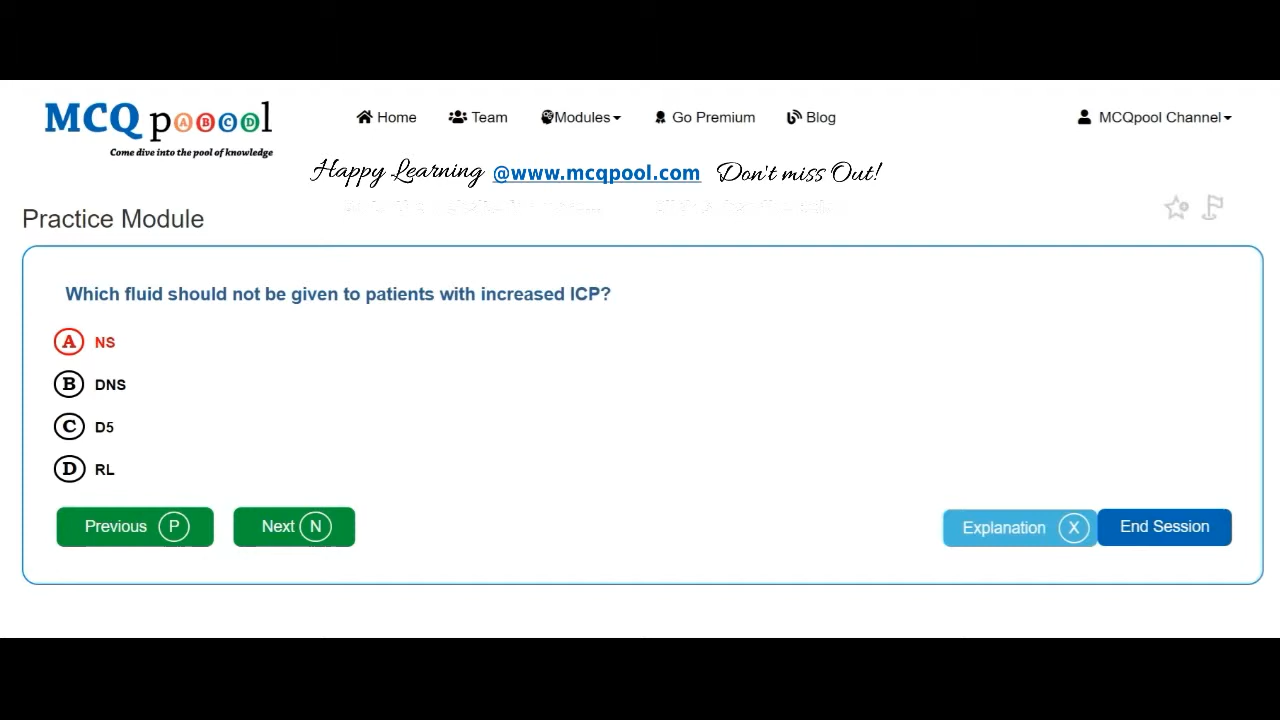 MCQ pooool
Come dive into the pool of knowledge
Home Team Modules Go Premium Blog MCQpool Channel
Happy Learning @www.mcqpool.com Don't miss Out!
Practice Module
Which fluid should not be given to patients with increased ICP?
A NS
B DNS
C D5
D RL
Previous P Next N Explanation X End Session